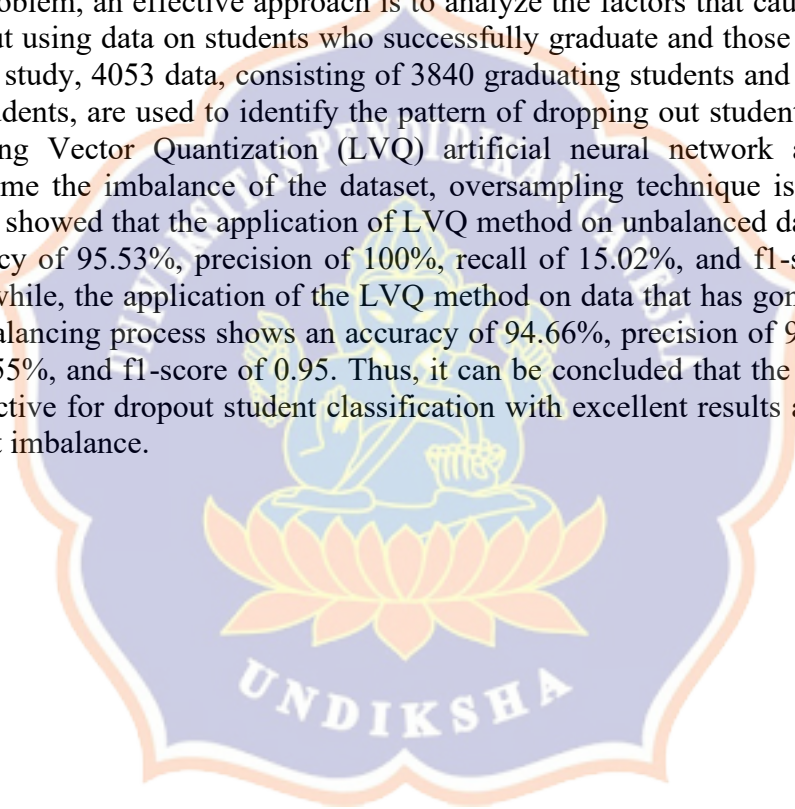 oblem, an effective approach is to analyze the factors that cau
ut using data on students who successfully graduate and those
study, 4053 data, consisting of 3840 graduating students and
dents, are used to identify the pattern of dropping out student
ng Vector Quantization (LVQ) artificial neural network a
me the imbalance of the dataset, oversampling technique is
showed that the application of LVQ method on unbalanced da
cy of 95.53%, precision of 100%, recall of 15.02%, and f1-s
while, the application of the LVQ method on data that has gon
alancing process shows an accuracy of 94.66%, precision of 9
55%, and f1-score of 0.95. Thus, it can be concluded that the
ctive for dropout student classification with excellent results a
t imbalance.
UNIVERSITAS PENDIDIKAN GANESHA
UNDIKSHA